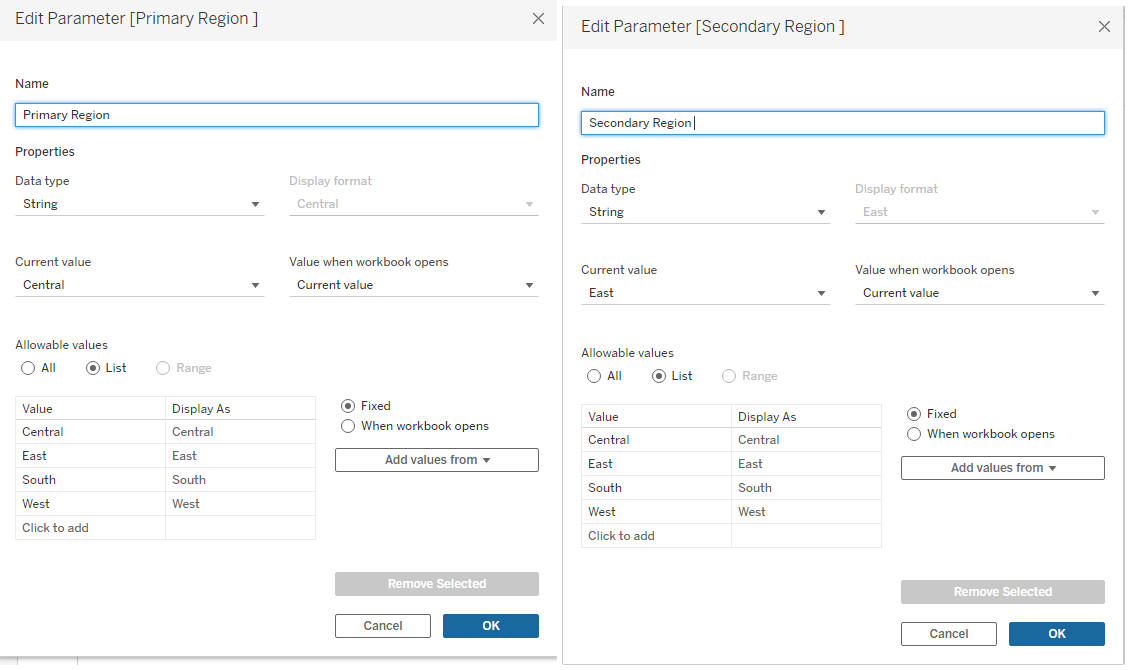 Edit Parameter [Primary Region ]
Name
Primary Region
Properties
Data type
Display format
String
Central
Current value
Value when workbook opens
Central
Current value
Allowable values
All
List
Range
Value
Display As
Central
Central
East
East
South
South
West
West
Click to add
Fixed
When workbook opens
Add values from
Remove Selected
Cancel
OK
Edit Parameter [Secondary Region ]
Name
Secondary Region
Properties
Data type
Display format
String
East
Current value
Value when workbook opens
East
Current value
Allowable values
All
List
Range
Value
Display As
Central
Central
East
East
South
South
West
West
Click to add
Fixed
When workbook opens
Add values from
Remove Selected
Cancel
OK